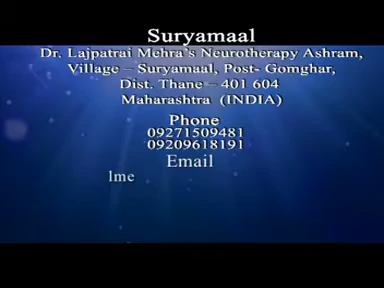 Suryamaal
Dr. Lajpatrai Mehra's Neurotherapy Ashram,
Village – Suryamaal, Post- Gomghar,
Dist. Thane – 401 604
Maharashtra (INDIA)
Phone
09271509481
09209618191
Email
lme